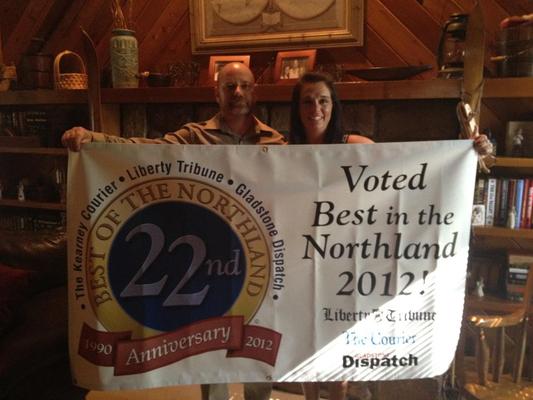 The Kearney Courier • Liberty Tribune • Gladstone Dispatch
BEST OF THE NORTHLAND
22nd
1990 Anniversary 2012
Voted
Best in the
Northland
2012!
Liberty Tribune
The Courier
GLADSTONE
Dispatch